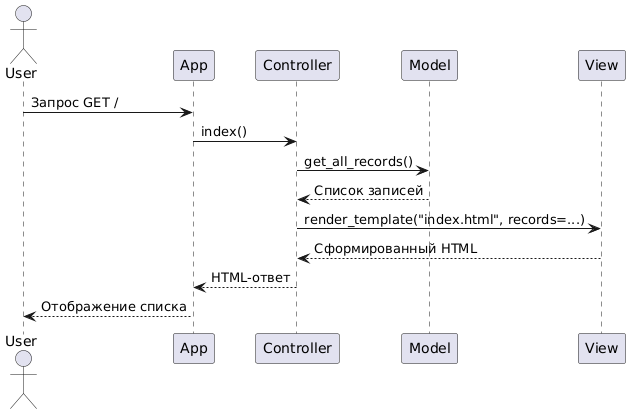 User
App
Controller
Model
View
Запрос GET /
index()
get_all_records()
Список записей
render_template("index.html", records=...)
Сформированный HTML
HTML-ответ
Отображение списка
User
App
Controller
Model
View